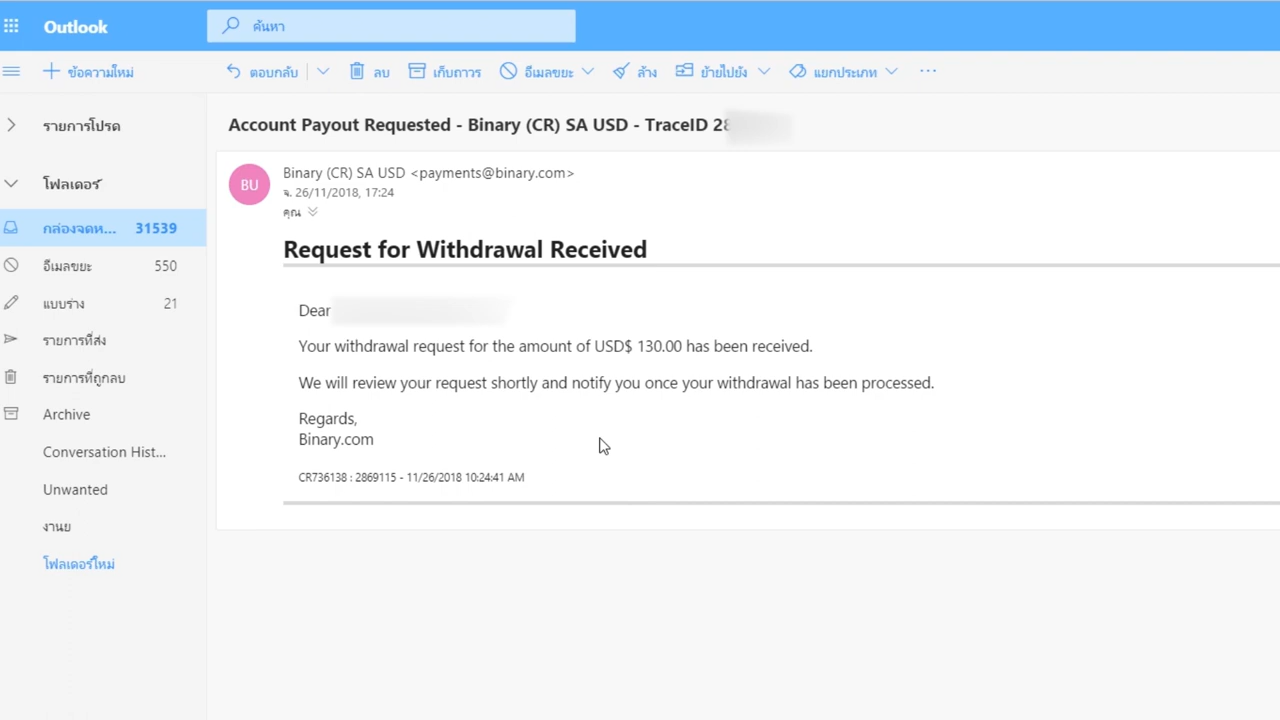 Outlook
ค้นหา
ข้อความใหม่
ตอบกลับ
ลบ
เก็บถาวร
อีเมลขยะ
ล้าง
ย้ายไปยัง
แยกประเภท
รายการโปรด
โฟลเดอร์
กล่องจดห... 31539
อีเมลขยะ 550
แบบร่าง 21
รายการที่ส่ง
รายการที่ถูกลบ
Archive
Conversation Hist...
Unwanted
งานย
โฟลเดอร์ใหม่
Account Payout Requested - Binary (CR) SA USD - TraceID 28
BU
Binary (CR) SA USD <payments@binary.com>
จ. 26/11/2018, 17:24
คุณ
Request for Withdrawal Received
Dear
Your withdrawal request for the amount of USD$ 130.00 has been received.
We will review your request shortly and notify you once your withdrawal has been processed.
Regards,
Binary.com
CR736138 : 2869115 - 11/26/2018 10:24:41 AM